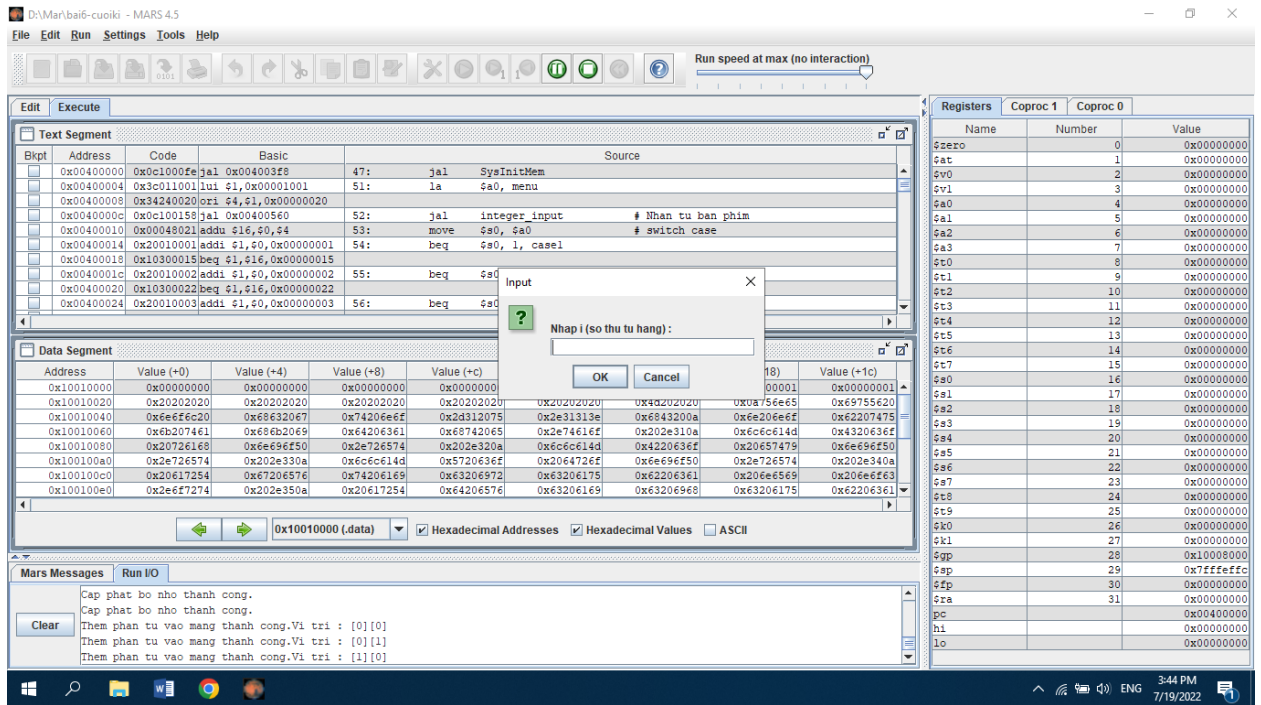 D:\Mar\bai6-cuoiki - MARS 4.5
File Edit Run Settings Tools Help
Run speed at max (no interaction)
Edit Execute
Text Segment
Bkpt Address Code Basic Source
0x00400000 0x0c1000fe jal 0x004003f8 47: jal SysInitMem
0x00400004 0x3c011001 lui $1,0x00001001 51: la $a0, menu
0x00400008 0x34240020 ori $4,$1,0x00000020
0x0040000c 0x0c100158 jal 0x00400560 52: jal integer_input # Nhan tu ban phim
0x00400010 0x00048021 addu $16,$0,$4 53: move $s0, $a0 # switch case
0x00400014 0x20010001 addi $1,$0,0x00000001 54: beq $s0, 1, case1
0x00400018 0x10300015 beq $1,$16,0x00000015
0x0040001c 0x20010002 addi $1,$0,0x00000002 55: beq
0x00400020 0x10300022 beq $1,$16,0x00000022
0x00400024 0x20010003 addi $1,$0,0x00000003 56: beq
Input
Nhap i (so thu tu hang) :
OK Cancel
Data Segment
Address Value (+0) Value (+4) Value (+8) Value (+c) 18) Value (+1c)
0x10010000 0x00000000 0x00000000 0x00000000 0x0000000 00001 0x00000001
0x10010020 0x20202020 0x20202020 0x20202020 0x20202020 0x20202020 0x4d202020 0x0a756e65 0x69755620
0x10010040 0x6e6f6c20 0x68632067 0x74206e6f 0x2d312075 0x2e31313e 0x6843200a 0x6e206e6f 0x62207475
0x10010060 0x6b207461 0x686b2069 0x64206361 0x68742065 0x2e74616f 0x202e310a 0x6c6c614d 0x4320636f
0x10010080 0x20726168 0x6e696f50 0x2e726574 0x202e320a 0x6c6c614d 0x4220636f 0x20657479 0x6e696f50
0x100100a0 0x2e726574 0x202e330a 0x6c6c614d 0x5720636f 0x2064726f 0x6e696f50 0x2e726574 0x202e340a
0x100100c0 0x20617254 0x67206576 0x74206169 0x63206972 0x63206175 0x62206361 0x206e6569 0x206e6f63
0x100100e0 0x2e6f7274 0x202e350a 0x20617254 0x64206576 0x63206169 0x63206968 0x63206175 0x62206361
0x10010000 (.data) Hexadecimal Addresses Hexadecimal Values ASCII
Mars Messages Run I/O
Clear
Cap phat bo nho thanh cong.
Cap phat bo nho thanh cong.
Them phan tu vao mang thanh cong.Vi tri : [0][0]
Them phan tu vao mang thanh cong.Vi tri : [0][1]
Them phan tu vao mang thanh cong.Vi tri : [1][0]
Registers Coproc 1 Coproc 0
Name Number Value
$zero 0 0x00000000
$at 1 0x00000000
$v0 2 0x00000000
$v1 3 0x00000000
$a0 4 0x00000000
$a1 5 0x00000000
$a2 6 0x00000000
$a3 7 0x00000000
$t0 8 0x00000000
$t1 9 0x00000000
$t2 10 0x00000000
$t3 11 0x00000000
$t4 12 0x00000000
$t5 13 0x00000000
$t6 14 0x00000000
$t7 15 0x00000000
$s0 16 0x00000000
$s1 17 0x00000000
$s2 18 0x00000000
$s3 19 0x00000000
$s4 20 0x00000000
$s5 21 0x00000000
$s6 22 0x00000000
$s7 23 0x00000000
$t8 24 0x00000000
$t9 25 0x00000000
$k0 26 0x00000000
$k1 27 0x00000000
$gp 28 0x10008000
$sp 29 0x7fffeffc
$fp 30 0x00000000
$ra 31 0x00000000
pc 0x00400000
hi 0x00000000
lo 0x00000000
ENG
3:44 PM
7/19/2022